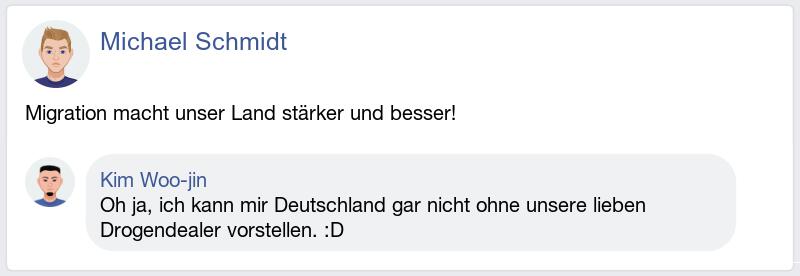 Michael Schmidt
Migration macht unser Land stärker und besser!
Kim Woo-jin
Oh ja, ich kann mir Deutschland gar nicht ohne unsere lieben
Drogendealer vorstellen. :D